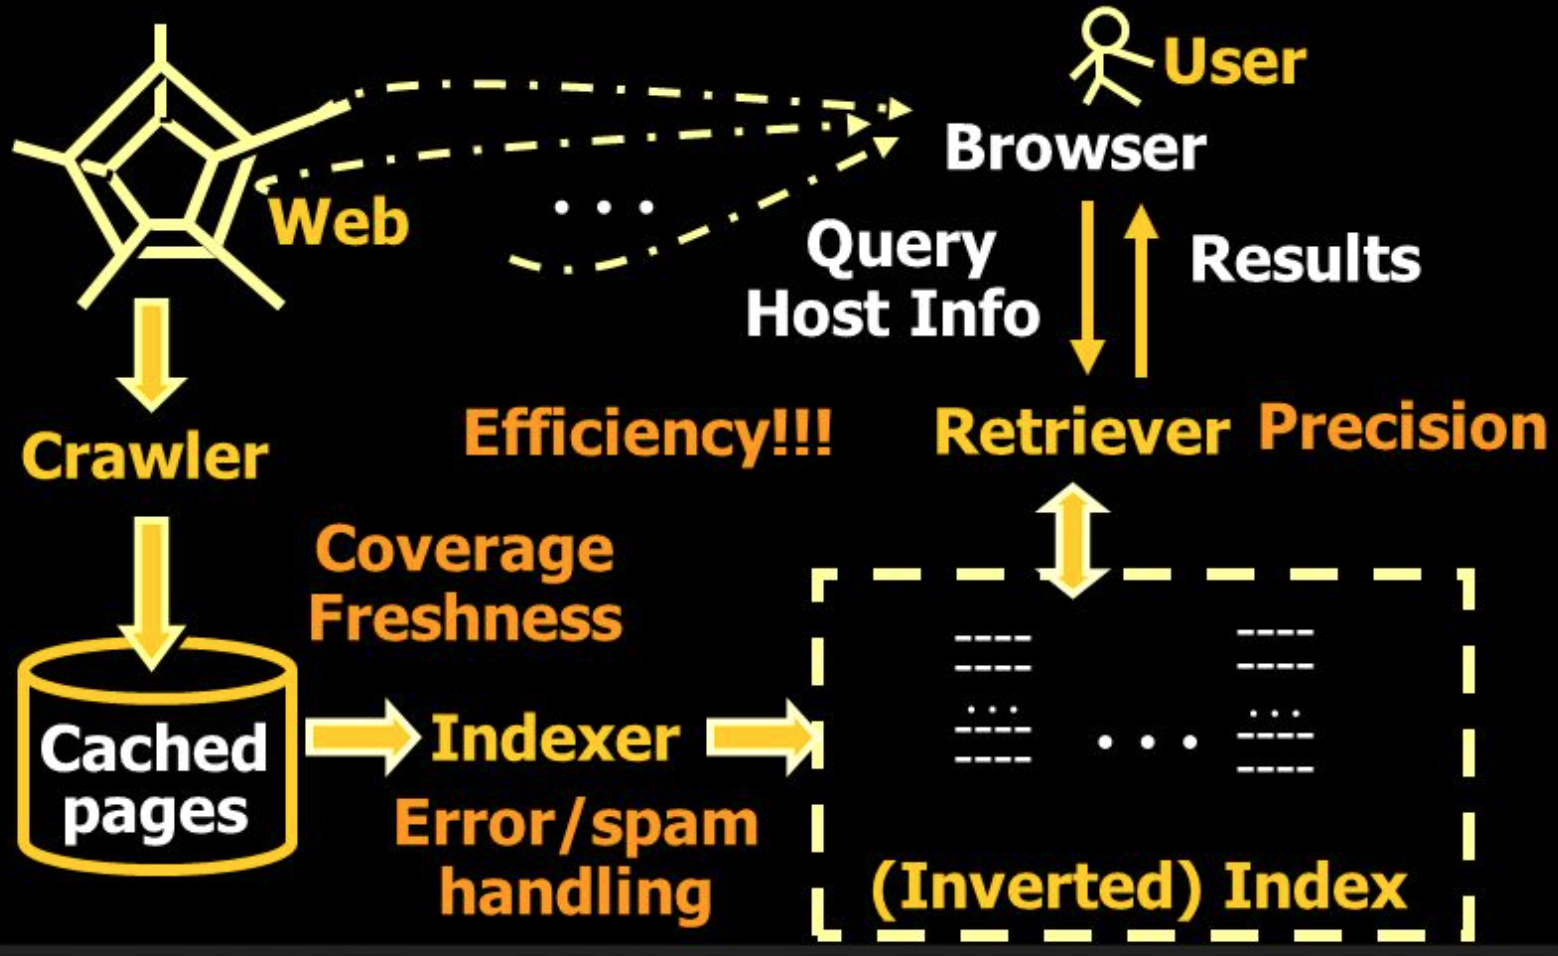 User
Browser
Web
. . .
Query
Host Info
Results
Efficiency!!!
Retriever
Precision
Crawler
Coverage
Freshness
Cached
pages
Indexer
Error/spam
handling
----
----
. . .
----
----
. . .
----
----
. . .
----
----
(Inverted) Index